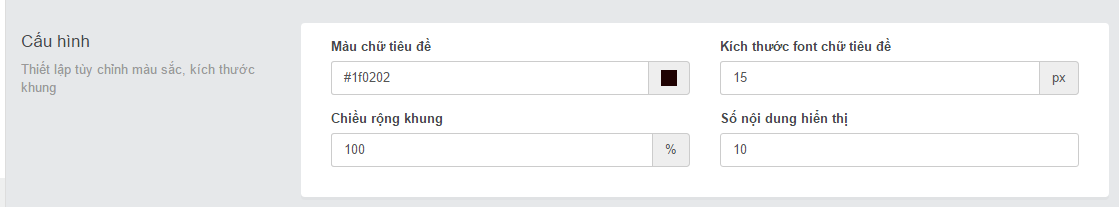 Cấu hình
Thiết lập tùy chỉnh màu sắc, kích thước
khung
Màu chữ tiêu đề
#1f0202
Kích thước font chữ tiêu đề
15
px
Chiều rộng khung
100
%
Số nội dung hiển thị
10